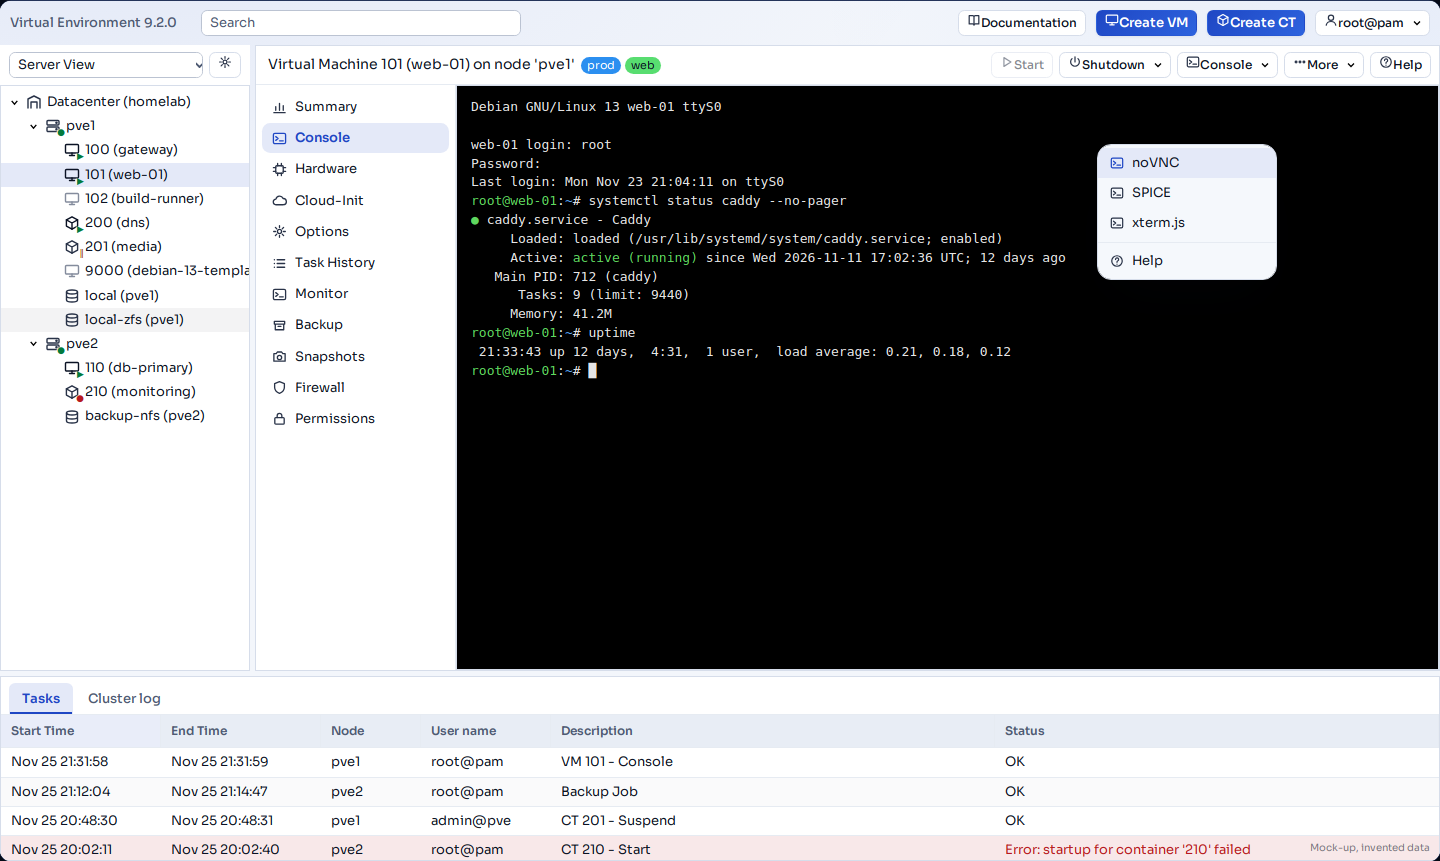 Virtual Environment 9.2.0
Search
Documentation
Create VM
Create CT
root@pam
Server View
Virtual Machine 101 (web-01) on node 'pve1'
prod
web
Start
Shutdown
Console
More
Help
Datacenter (homelab)
pve1
100 (gateway)
101 (web-01)
102 (build-runner)
200 (dns)
201 (media)
9000 (debian-13-templa
local (pve1)
local-zfs (pve1)
pve2
110 (db-primary)
210 (monitoring)
backup-nfs (pve2)
Summary
Console
Hardware
Cloud-Init
Options
Task History
Monitor
Backup
Snapshots
Firewall
Permissions
Debian GNU/Linux 13 web-01 ttyS0
web-01 login: root
Password:
Last login: Mon Nov 23 21:04:11 on ttyS0
root@web-01:~# systemctl status caddy --no-pager
● caddy.service - Caddy
Loaded: loaded (/usr/lib/systemd/system/caddy.service; enabled)
Active: active (running) since Wed 2026-11-11 17:02:36 UTC; 12 days ago
Main PID: 712 (caddy)
Tasks: 9 (limit: 9440)
Memory: 41.2M
root@web-01:~# uptime
21:33:43 up 12 days,  4:31,  1 user,  load average: 0.21, 0.18, 0.12
root@web-01:~#
noVNC
SPICE
xterm.js
Help
Tasks
Cluster log
Start Time End Time Node User name Description Status
Nov 25 21:31:58 Nov 25 21:31:59 pve1 root@pam VM 101 - Console OK
Nov 25 21:12:04 Nov 25 21:14:47 pve2 root@pam Backup Job OK
Nov 25 20:48:30 Nov 25 20:48:31 pve1 admin@pve CT 201 - Suspend OK
Nov 25 20:02:11 Nov 25 20:02:40 pve2 root@pam CT 210 - Start Error: startup for container '210' failed
Mock-up, invented data